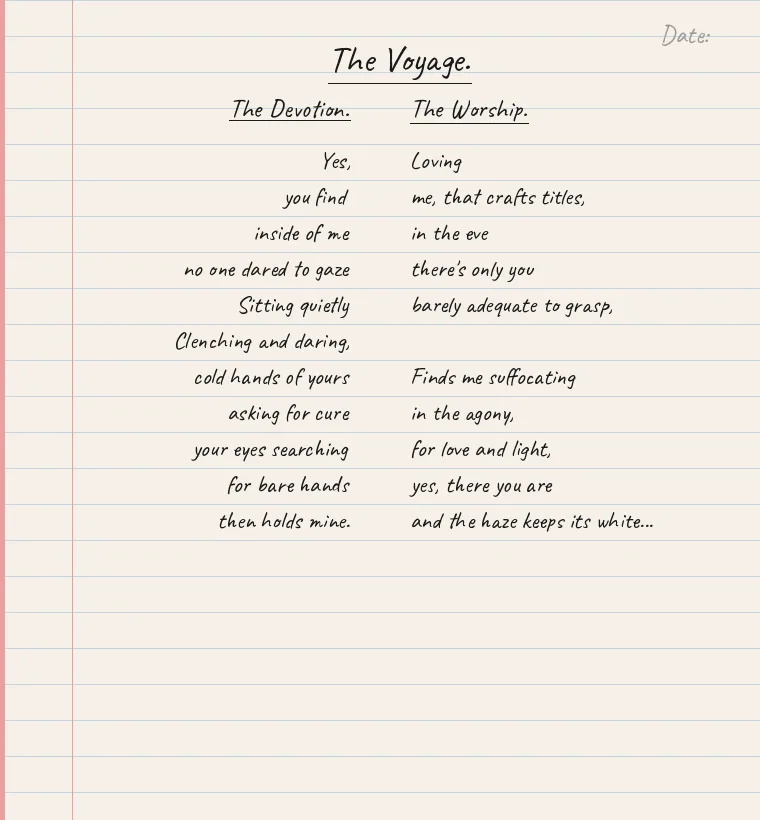 Date:
The Voyage.
The Devotion. The Worship.
Yes, Loving
you find me, that crafts titles,
inside of me in the eve
no one dared to gaze there's only you
Sitting quietly barely adequate to grasp,
Clenching and daring,
cold hands of yours Finds me suffocating
asking for cure in the agony,
your eyes searching for love and light,
for bare hands yes, there you are
then holds mine. and the haze keeps its white...